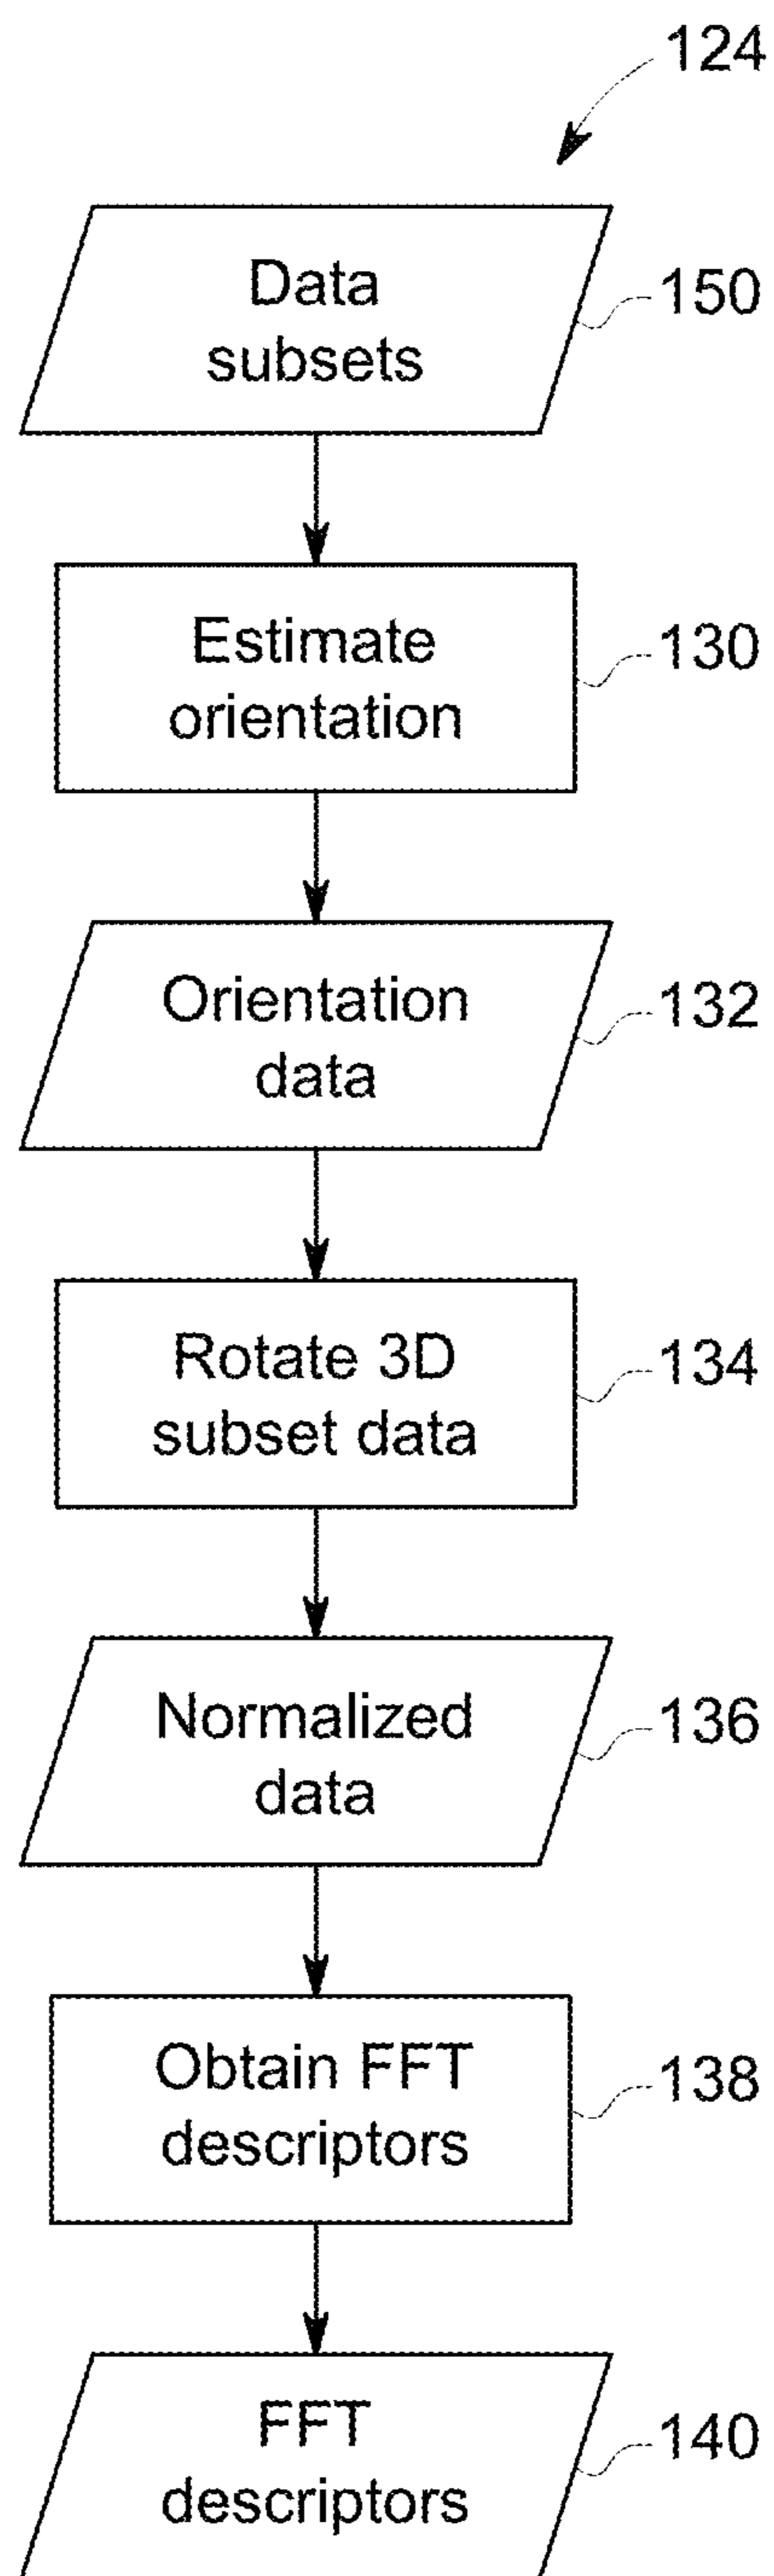 124
Data
subsets
150
Estimate
orientation
130
Orientation
data
132
Rotate 3D
subset data
134
Normalized
data
136
Obtain FFT
descriptors
138
FFT
descriptors
140